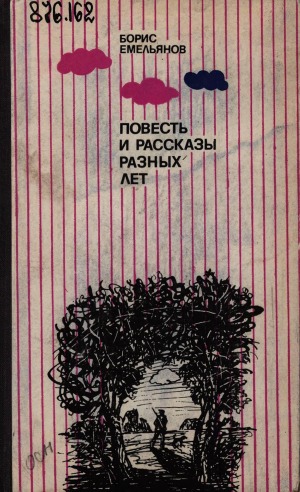 876.162
БОРИС
ЕМЕЛЬЯНОВ
ПОВЕСТЬ
И РАССКАЗЫ
РАЗНЫХ
ЛЕТ